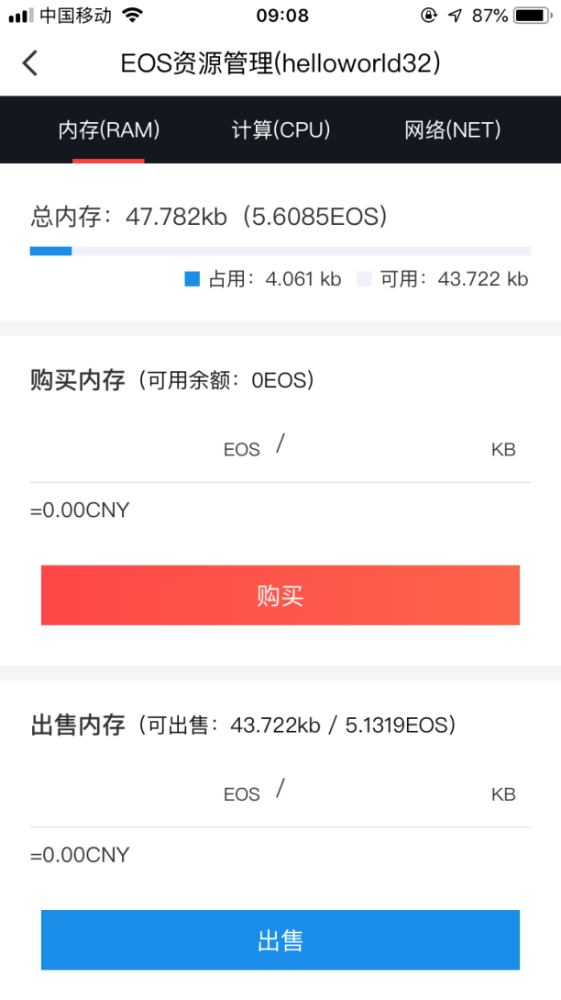 中国移动 09:08 87%
EOS资源管理(helloworld32)
内存(RAM) 计算(CPU) 网络(NET)
总内存：47.782kb（5.6085EOS）
占用：4.061 kb 可用：43.722 kb
购买内存（可用余额：0EOS）
EOS / KB
=0.00CNY
购买
出售内存（可出售：43.722kb / 5.1319EOS）
EOS / KB
=0.00CNY
出售